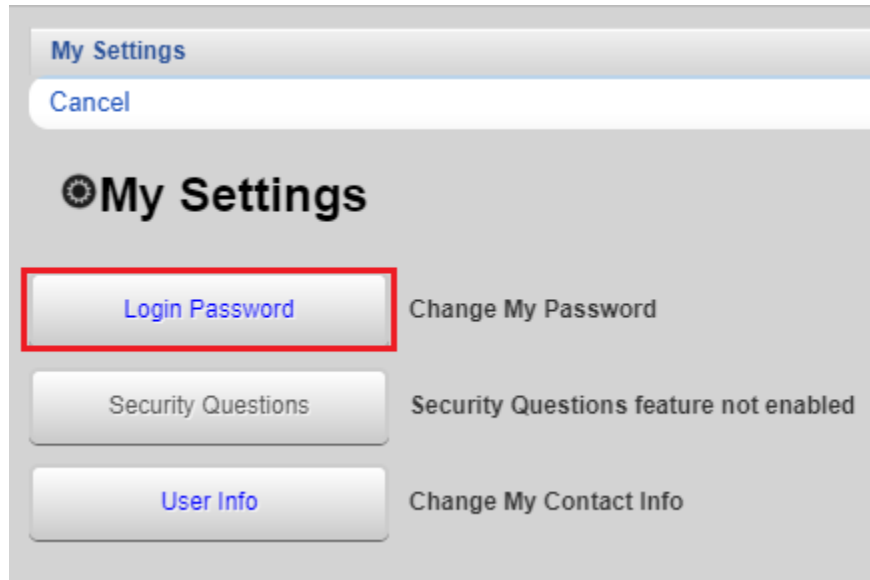 My Settings
Cancel
My Settings
Login Password Change My Password
Security Questions Security Questions feature not enabled
User Info Change My Contact Info